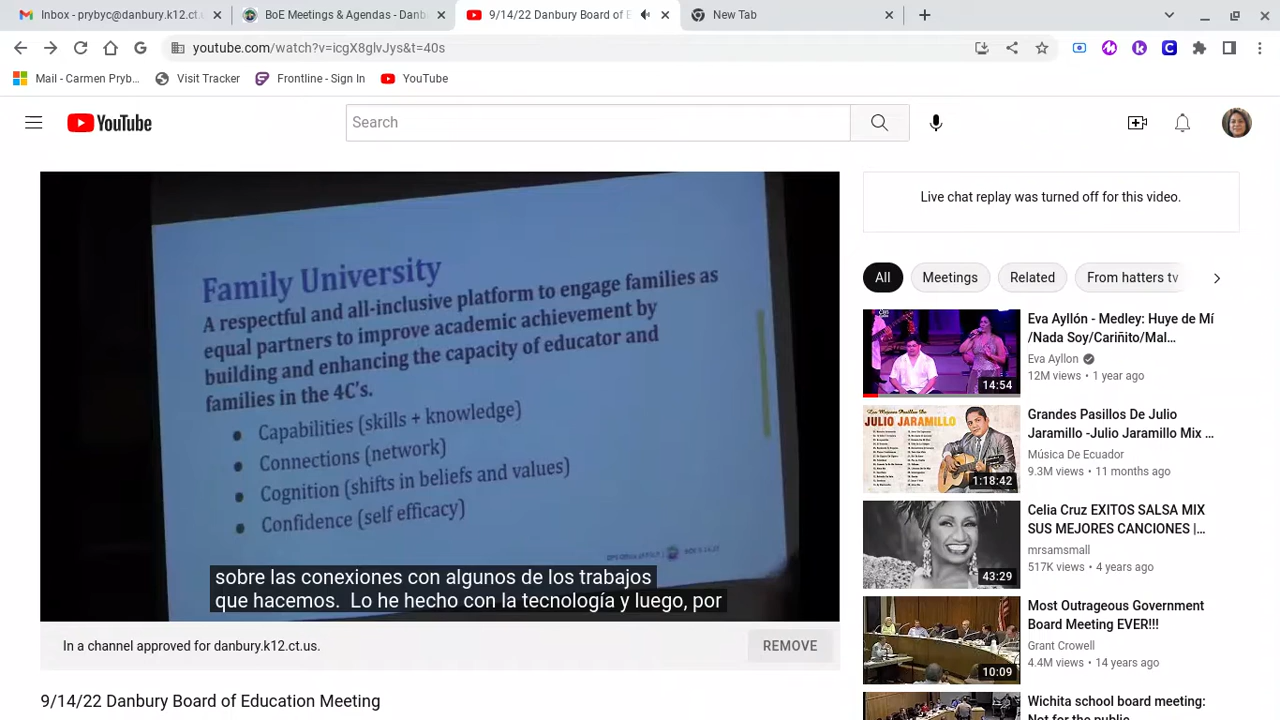 Inbox - prybyc@danbury.k12.ct.
BoE Meetings & Agendas - Danb
9/14/22 Danbury Board of E
New Tab
youtube.com/watch?v=icgX8glvJys&t=40s
Mail - Carmen Pryb...
Visit Tracker
Frontline - Sign In
YouTube
YouTube
Search
Family University
A respectful and all-inclusive platform to engage families as
equal partners to improve academic achievement by
building and enhancing the capacity of educator and
families in the 4C's.
• Capabilities (skills + knowledge)
• Connections (network)
• Cognition (shifts in beliefs and values)
• Confidence (self efficacy)
sobre las conexiones con algunos de los trabajos
que hacemos. Lo he hecho con la tecnología y luego, por
In a channel approved for danbury.k12.ct.us.
REMOVE
9/14/22 Danbury Board of Education Meeting
Live chat replay was turned off for this video.
All
Meetings
Related
From hatters tv
14:54
Eva Ayllón - Medley: Huye de Mí
/Nada Soy/Cariñito/Mal...
Eva Ayllon
12M views • 1 year ago
JULIO JARAMILLO
1:18:42
Grandes Pasillos De Julio
Jaramillo -Julio Jaramillo Mix ...
Música De Ecuador
9.3M views • 11 months ago
43:29
Celia Cruz EXITOS SALSA MIX
SUS MEJORES CANCIONES |...
mrsamsmall
517K views • 4 years ago
10:09
Most Outrageous Government
Board Meeting EVER!!!
Grant Crowell
4.4M views • 14 years ago
Wichita school board meeting:
Not for the public